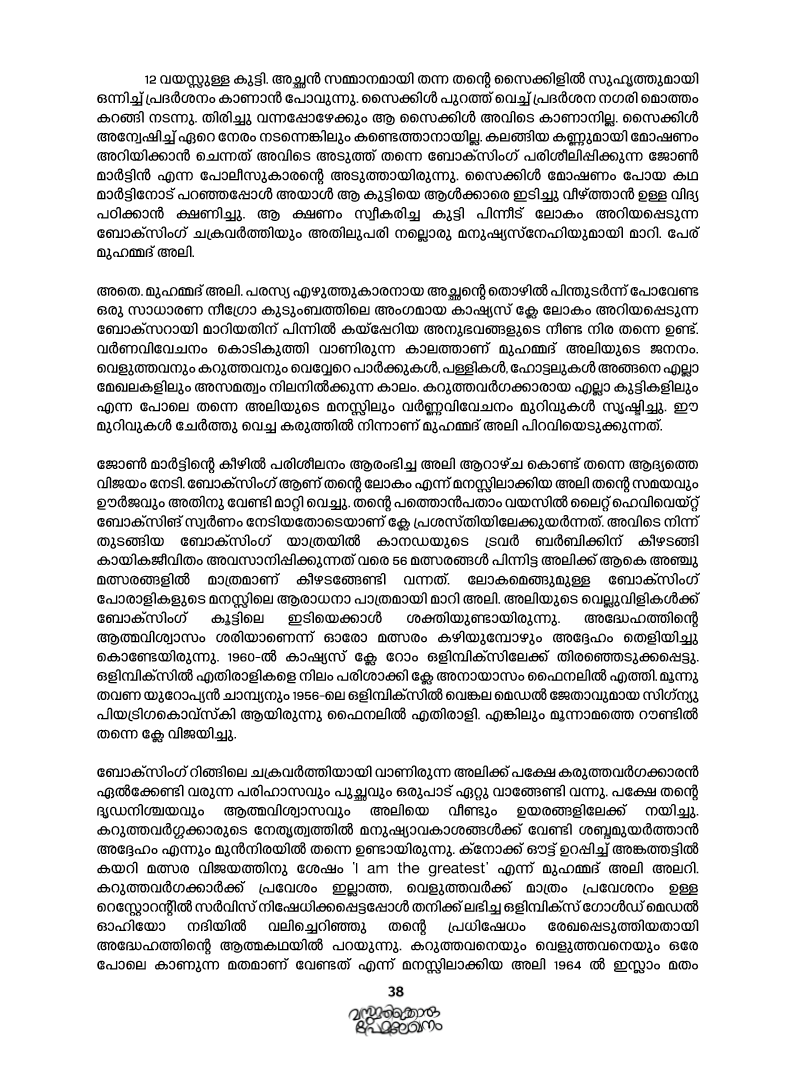 12 വയസ്സുള്ള കുട്ടി. അച്ഛൻ സമ്മാനമായി തന്ന തന്റെ സൈക്കിളിൽ സുഹൃത്തുമായി
ഒന്നിച്ച് പ്രദർശനം കാണാൻ പോവുന്നു. സൈക്കിൾ പുറത്ത് വെച്ച് പ്രദർശന നഗരി മൊത്തം
കറങ്ങി നടന്നു. തിരിച്ചു വന്നപ്പോഴേക്കും ആ സൈക്കിൾ അവിടെ കാണാനില്ല. സൈക്കിൾ
അന്വേഷിച്ച് ഏറെ നേരം നടന്നെങ്കിലും കണ്ടെത്താനായില്ല. കലങ്ങിയ കണ്ണുമായി മോഷണം
അറിയിക്കാൻ ചെന്നത് അവിടെ അടുത്ത് തന്നെ ബോക്സിംഗ് പരിശീലിപ്പിക്കുന്ന ജോൺ
മാർട്ടിൻ എന്ന പോലീസുകാരന്റെ അടുത്തായിരുന്നു. സൈക്കിൾ മോഷണം പോയ കഥ
മാർട്ടിനോട് പറഞ്ഞപ്പോൾ അയാൾ ആ കുട്ടിയെ ആൾക്കാരെ ഇടിച്ചു വീഴ്ത്താൻ ഉള്ള വിദ്യ
പഠിക്കാൻ ക്ഷണിച്ചു. ആ ക്ഷണം സ്വീകരിച്ച കുട്ടി പിന്നീട് ലോകം അറിയപ്പെടുന്ന
ബോക്സിംഗ് ചക്രവർത്തിയും അതിലുപരി നല്ലൊരു മനുഷ്യസ്നേഹിയുമായി മാറി. പേര്
മുഹമ്മദ് അലി.
അതെ. മുഹമ്മദ് അലി. പരസ്യ എഴുത്തുകാരനായ അച്ഛന്റെ തൊഴിൽ പിന്തുടർന്ന് പോവേണ്ട
ഒരു സാധാരണ നീഗ്രോ കുടുംബത്തിലെ അംഗമായ കാഷ്യസ് ക്ലേ ലോകം അറിയപ്പെടുന്ന
ബോക്സറായി മാറിയതിന് പിന്നിൽ കയ്പ്പേറിയ അനുഭവങ്ങളുടെ നീണ്ട നിര തന്നെ ഉണ്ട്.
വർണവിവേചനം കൊടികുത്തി വാണിരുന്ന കാലത്താണ് മുഹമ്മദ് അലിയുടെ ജനനം.
വെളുത്തവനും കറുത്തവനും വെവ്വേറെ പാർക്കുകൾ, പള്ളികൾ, ഹോട്ടലുകൾ അങ്ങനെ എല്ലാ
മേഖലകളിലും അസമത്വം നിലനിൽക്കുന്ന കാലം. കറുത്തവർഗക്കാരായ എല്ലാ കുട്ടികളിലും
എന്ന പോലെ തന്നെ അലിയുടെ മനസ്സിലും വർണ്ണവിവേചനം മുറിവുകൾ സൃഷ്ടിച്ചു. ഈ
മുറിവുകൾ ചേർത്തു വെച്ച കരുത്തിൽ നിന്നാണ് മുഹമ്മദ് അലി പിറവിയെടുക്കുന്നത്.
ജോൺ മാർട്ടിന്റെ കീഴിൽ പരിശീലനം ആരംഭിച്ച അലി ആറാഴ്ച കൊണ്ട് തന്നെ ആദ്യത്തെ
വിജയം നേടി. ബോക്സിംഗ് ആണ് തന്റെ ലോകം എന്ന് മനസ്സിലാക്കിയ അലി തന്റെ സമയവും
ഊർജവും അതിനു വേണ്ടി മാറ്റി വെച്ചു. തന്റെ പത്തൊൻപതാം വയസിൽ ലൈറ്റ് ഹെവിവെയ്റ്റ്
ബോക്സിങ് സ്വർണം നേടിയതോടെയാണ് ക്ലേ പ്രശസ്തിയിലേക്കുയർന്നത്. അവിടെ നിന്ന്
തുടങ്ങിയ ബോക്സിംഗ് യാത്രയിൽ കാനഡയുടെ ട്രവർ ബർബിക്കിന് കീഴടങ്ങി
കായികജീവിതം അവസാനിപ്പിക്കുന്നത് വരെ 56 മത്സരങ്ങൾ പിന്നിട്ട അലിക്ക് ആകെ അഞ്ചു
മത്സരങ്ങളിൽ മാത്രമാണ് കീഴടങ്ങേണ്ടി വന്നത്. ലോകമെങ്ങുമുള്ള ബോക്സിംഗ്
പോരാളികളുടെ മനസ്സിലെ ആരാധനാ പാത്രമായി മാറി അലി. അലിയുടെ വെല്ലുവിളികൾക്ക്
ബോക്സിംഗ് കൂട്ടിലെ ഇടിയെക്കാൾ ശക്തിയുണ്ടായിരുന്നു. അദ്ധേഹത്തിന്റെ
ആത്മവിശ്വാസം ശരിയാണെന്ന് ഓരോ മത്സരം കഴിയുമ്പോഴും അദ്ദേഹം തെളിയിച്ചു
കൊണ്ടേയിരുന്നു. 1960-ൽ കാഷ്യസ് ക്ലേ റോം ഒളിമ്പിക്സിലേക്ക് തിരഞ്ഞെടുക്കപ്പെട്ടു.
ഒളിമ്പിക്സിൽ എതിരാളികളെ നിലം പരിശാക്കി ക്ലേ അനായാസം ഫൈനലിൽ എത്തി. മൂന്നു
തവണ യുറോപ്യൻ ചാമ്പ്യനും 1956-ലെ ഒളിമ്പിക്സിൽ വെങ്കല മെഡൽ ജേതാവുമായ സിഗ്ന്യു
പിയട്രിഗകൊവ്സ്കി ആയിരുന്നു ഫൈനലിൽ എതിരാളി. എങ്കിലും മൂന്നാമത്തെ റൗണ്ടിൽ
തന്നെ ക്ലേ വിജയിച്ചു.
ബോക്സിംഗ് റിങ്ങിലെ ചക്രവർത്തിയായി വാണിരുന്ന അലിക്ക് പക്ഷേ കരുത്തവർഗക്കാരൻ
ഏൽക്കേണ്ടി വരുന്ന പരിഹാസവും പുച്ഛവും ഒരുപാട് ഏറ്റു വാങ്ങേണ്ടി വന്നു. പക്ഷേ തന്റെ
ദൃഡനിശ്ചയവും ആത്മവിശ്വാസവും അലിയെ വീണ്ടും ഉയരങ്ങളിലേക്ക് നയിച്ചു.
കറുത്തവർഗ്ഗക്കാരുടെ നേതൃത്വത്തിൽ മനുഷ്യാവകാശങ്ങൾക്ക് വേണ്ടി ശബ്ദമുയർത്താൻ
അദ്ദേഹം എന്നും മുൻനിരയിൽ തന്നെ ഉണ്ടായിരുന്നു. ക്നോക്ക് ഔട്ട് ഉറപ്പിച്ച് അങ്കത്തട്ടിൽ
കയറി മത്സര വിജയത്തിനു ശേഷം 'I am the greatest' എന്ന് മുഹമ്മദ് അലി അലറി.
കറുത്തവർഗക്കാർക്ക് പ്രവേശം ഇല്ലാത്ത, വെളുത്തവർക്ക് മാത്രം പ്രവേശനം ഉള്ള
റെസ്റ്റോറന്റിൽ സർവിസ് നിഷേധിക്കപ്പെട്ടപ്പോൾ തനിക്ക് ലഭിച്ച ഒളിമ്പിക്സ് ഗോൾഡ് മെഡൽ
ഓഹിയോ നദിയിൽ വലിച്ചെറിഞ്ഞു തന്റെ പ്രധിഷേധം രേഖപ്പെടുത്തിയതായി
അദ്ധേഹത്തിന്റെ ആത്മകഥയിൽ പറയുന്നു. കറുത്തവനെയും വെളുത്തവനെയും ഒരേ
പോലെ കാണുന്ന മതമാണ് വേണ്ടത് എന്ന് മനസ്സിലാക്കിയ അലി 1964 ൽ ഇസ്ലാം മതം
38